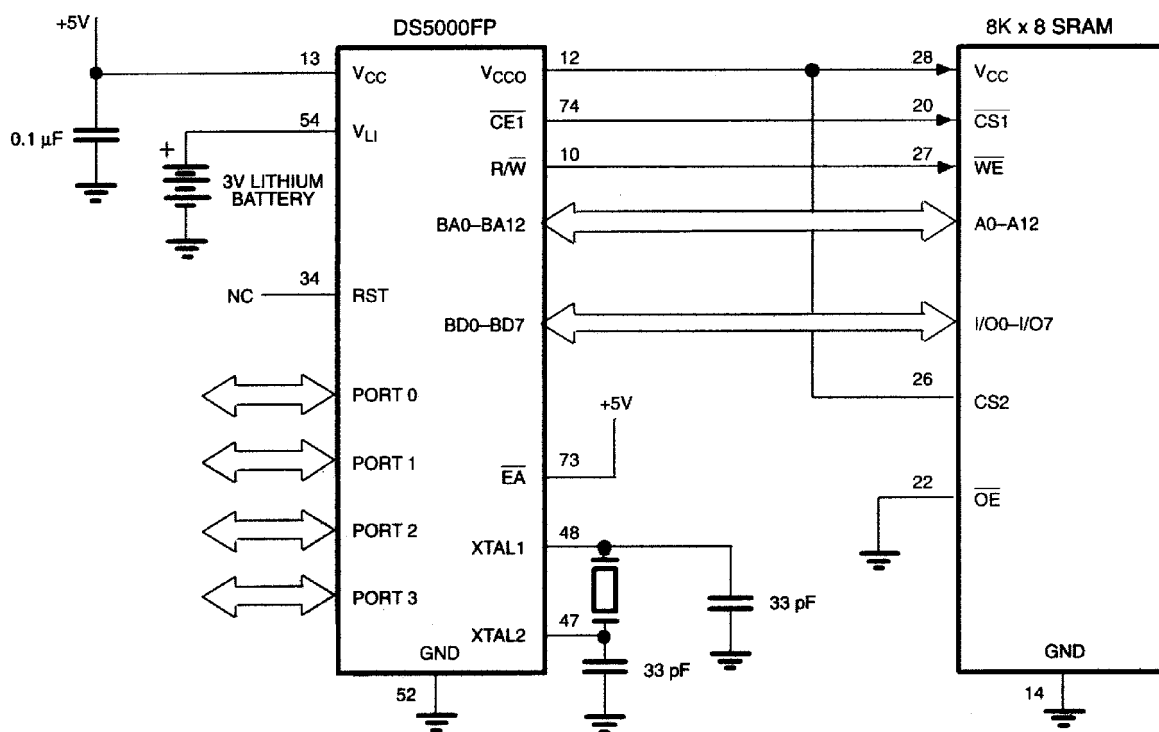 +5V
DS5000FP
8K x 8 SRAM
13
VCC
VCCO
12
28
VCC
0.1 µF
54
VLI
CE1
74
20
CS1
+
3V LITHIUM
BATTERY
R/W
10
27
WE
BA0–BA12
A0–A12
NC
34
RST
BD0–BD7
I/O0–I/O7
PORT 0
26
CS2
+5V
PORT 1
EA
73
22
OE
PORT 2
XTAL1
48
PORT 3
33 pF
XTAL2
47
GND
33 pF
GND
52
14